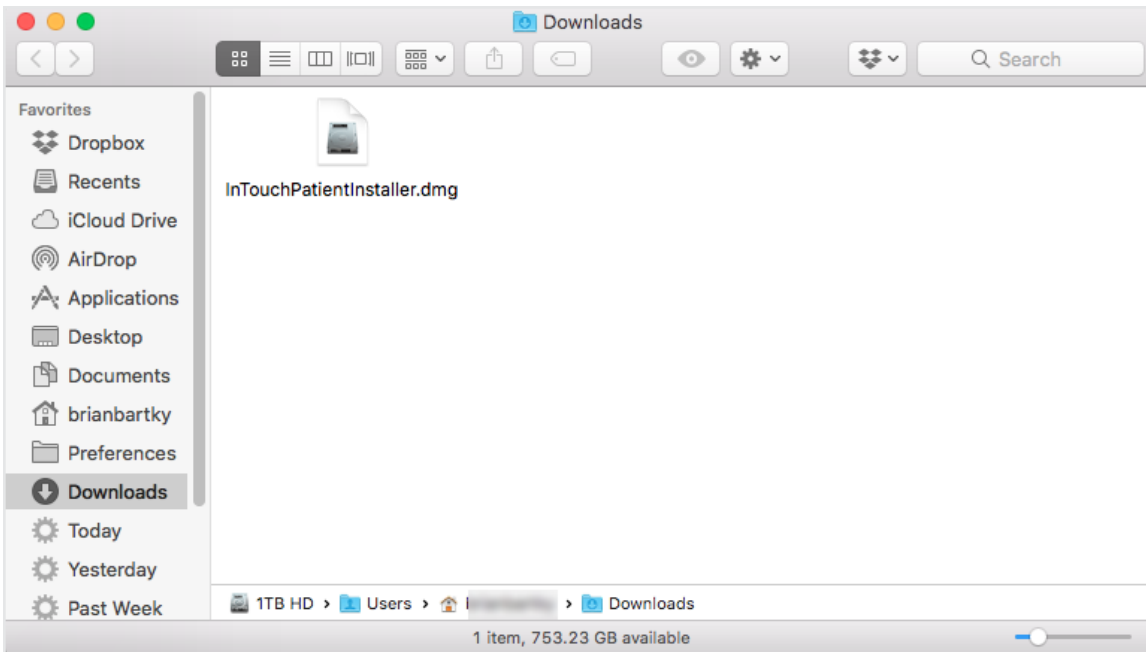 Downloads
Search
Favorites
Dropbox
Recents
iCloud Drive
AirDrop
Applications
Desktop
Documents
brianbartky
Preferences
Downloads
Today
Yesterday
Past Week
InTouchPatientInstaller.dmg
1TB HD › Users › › Downloads
1 item, 753.23 GB available